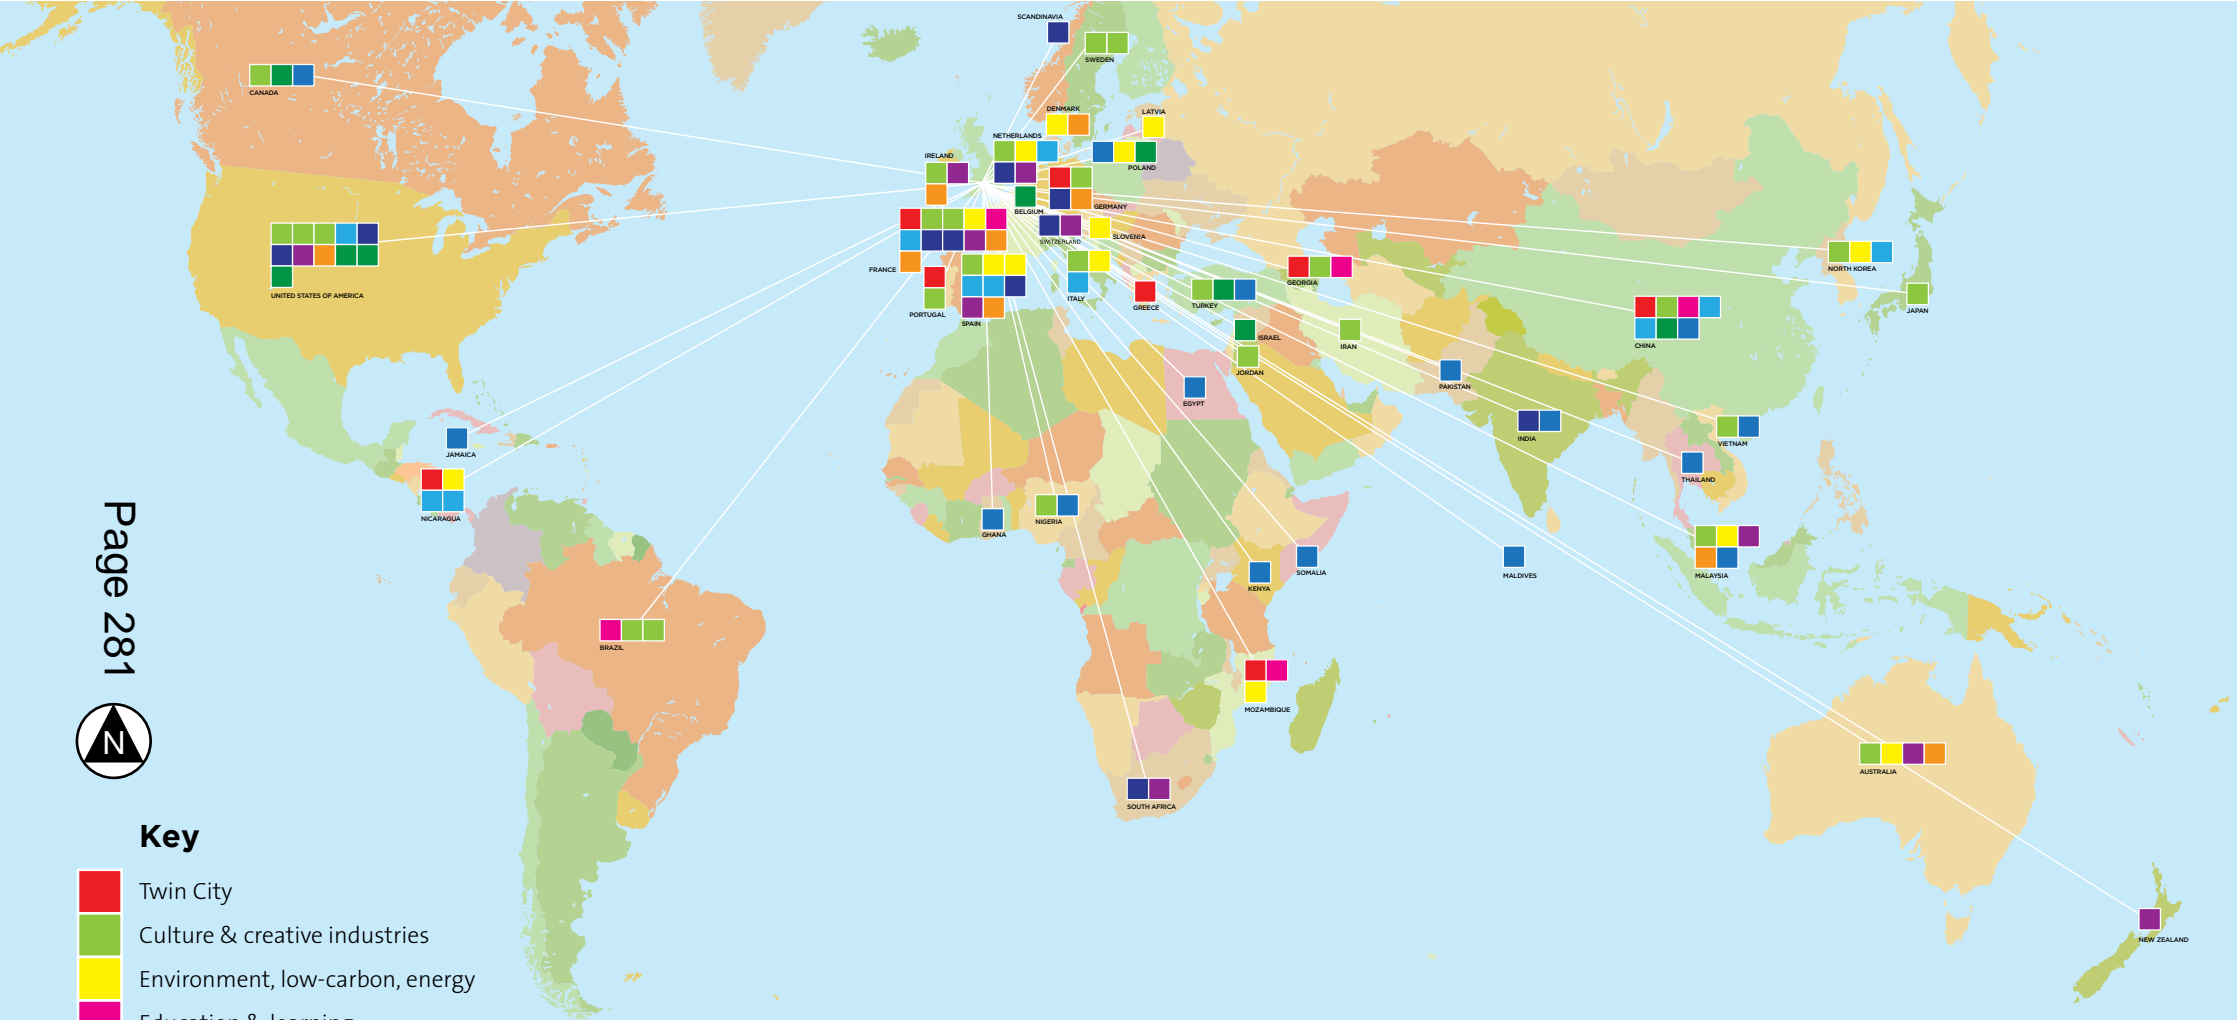 SCANDINAVIA
SWEDEN
CANADA
DENMARK
LATVIA
NETHERLANDS
IRELAND
POLAND
GERMANY
BELGIUM
SWITZERLAND
SLOVENIA
FRANCE
GEORGIA
NORTH KOREA
UNITED STATES OF AMERICA
ITALY
GREECE
TURKEY
PORTUGAL
SPAIN
JAPAN
ISRAEL
IRAN
CHINA
JORDAN
PAKISTAN
EGYPT
INDIA
VIETNAM
JAMAICA
THAILAND
NICARAGUA
NIGERIA
GHANA
SOMALIA
MALDIVES
MALAYSIA
KENYA
BRAZIL
MOZAMBIQUE
AUSTRALIA
SOUTH AFRICA
NEW ZEALAND
Page 281
N
Key
Twin City
Culture & creative industries
Environment, low-carbon, energy
Education & learning